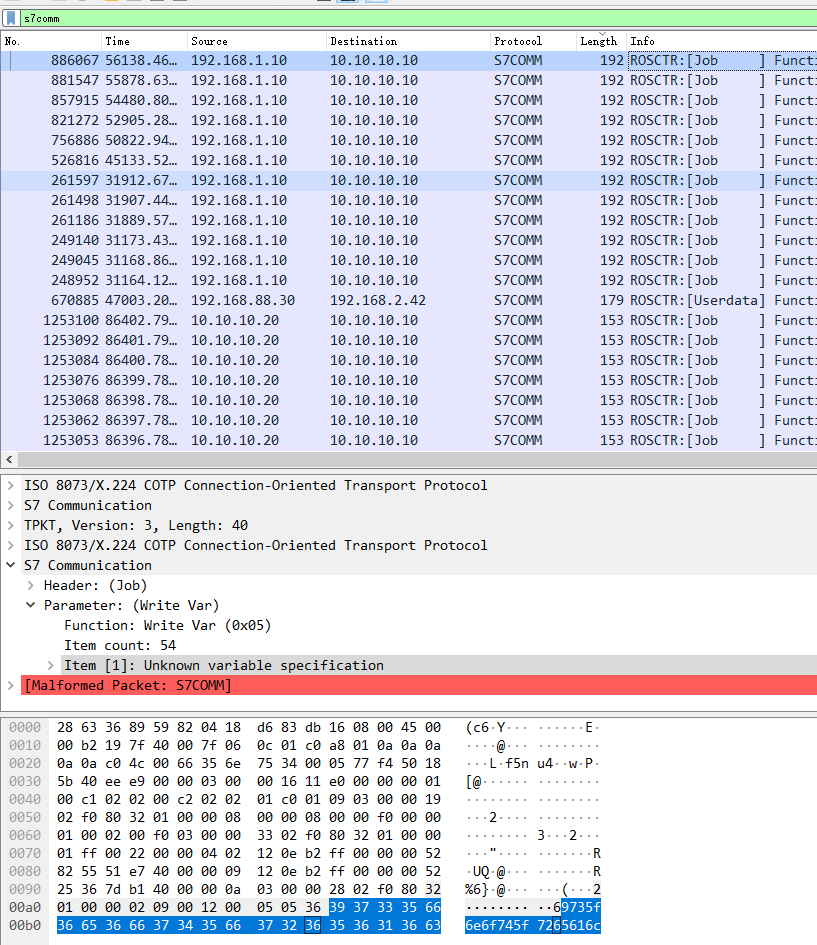 s7comm
No. Time Source Destination Protocol Length Info
886067 56138.46… 192.168.1.10 10.10.10.10 S7COMM 192 ROSCTR:[Job ] Functi
881547 55878.63… 192.168.1.10 10.10.10.10 S7COMM 192 ROSCTR:[Job ] Functi
857915 54480.80… 192.168.1.10 10.10.10.10 S7COMM 192 ROSCTR:[Job ] Functi
821272 52905.28… 192.168.1.10 10.10.10.10 S7COMM 192 ROSCTR:[Job ] Functi
756886 50822.94… 192.168.1.10 10.10.10.10 S7COMM 192 ROSCTR:[Job ] Functi
526816 45133.52… 192.168.1.10 10.10.10.10 S7COMM 192 ROSCTR:[Job ] Functi
261597 31912.67… 192.168.1.10 10.10.10.10 S7COMM 192 ROSCTR:[Job ] Functi
261498 31907.44… 192.168.1.10 10.10.10.10 S7COMM 192 ROSCTR:[Job ] Functi
261186 31889.57… 192.168.1.10 10.10.10.10 S7COMM 192 ROSCTR:[Job ] Functi
249140 31173.43… 192.168.1.10 10.10.10.10 S7COMM 192 ROSCTR:[Job ] Functi
249045 31168.86… 192.168.1.10 10.10.10.10 S7COMM 192 ROSCTR:[Job ] Functi
248952 31164.12… 192.168.1.10 10.10.10.10 S7COMM 192 ROSCTR:[Job ] Functi
670885 47003.20… 192.168.88.30 192.168.2.42 S7COMM 179 ROSCTR:[Userdata] Functi
1253100 86402.79… 10.10.10.20 10.10.10.10 S7COMM 153 ROSCTR:[Job ] Functi
1253092 86401.79… 10.10.10.20 10.10.10.10 S7COMM 153 ROSCTR:[Job ] Functi
1253084 86400.78… 10.10.10.20 10.10.10.10 S7COMM 153 ROSCTR:[Job ] Functi
1253076 86399.78… 10.10.10.20 10.10.10.10 S7COMM 153 ROSCTR:[Job ] Functi
1253068 86398.78… 10.10.10.20 10.10.10.10 S7COMM 153 ROSCTR:[Job ] Functi
1253062 86397.78… 10.10.10.20 10.10.10.10 S7COMM 153 ROSCTR:[Job ] Functi
1253053 86396.78… 10.10.10.20 10.10.10.10 S7COMM 153 ROSCTR:[Job ] Functi
ISO 8073/X.224 COTP Connection-Oriented Transport Protocol
S7 Communication
TPKT, Version: 3, Length: 40
ISO 8073/X.224 COTP Connection-Oriented Transport Protocol
S7 Communication
Header: (Job)
Parameter: (Write Var)
Function: Write Var (0x05)
Item count: 54
Item [1]: Unknown variable specification
[Malformed Packet: S7COMM]
0000 28 63 36 89 59 82 04 18 d6 83 db 16 08 00 45 00 (c6·Y··· ······E·
0010 00 b2 19 7f 40 00 7f 06 0c 01 c0 a8 01 0a 0a 0a ····@··· ········
0020 0a 0a c0 4c 00 66 35 6e 75 34 00 05 77 f4 50 18 ···L·f5n u4··w·P·
0030 5b 40 ee e9 00 00 03 00 00 16 11 e0 00 00 00 01 [@······ ········
0040 00 c1 02 02 00 c2 02 02 01 c0 01 09 03 00 00 19 ········ ········
0050 02 f0 80 32 01 00 00 08 00 00 08 00 00 f0 00 00 ···2···· ········
0060 01 00 02 00 f0 03 00 00 33 02 f0 80 32 01 00 00 ········ 3···2···
0070 01 ff 00 22 00 00 04 02 12 0e b2 ff 00 00 00 52 ···"···· ·······R
0080 82 55 51 e7 40 00 00 09 12 0e b2 ff 00 00 00 52 ·UQ·@··· ·······R
0090 25 36 7d b1 40 00 00 0a 03 00 00 28 02 f0 80 32 %6}·@··· ···(···2
00a0 01 00 00 02 09 00 12 00 05 05 36 39 37 33 35 66 ········ ··69735f
00b0 36 65 36 66 37 34 35 66 37 32 36 35 36 31 36 63 6e6f745f 7265616c